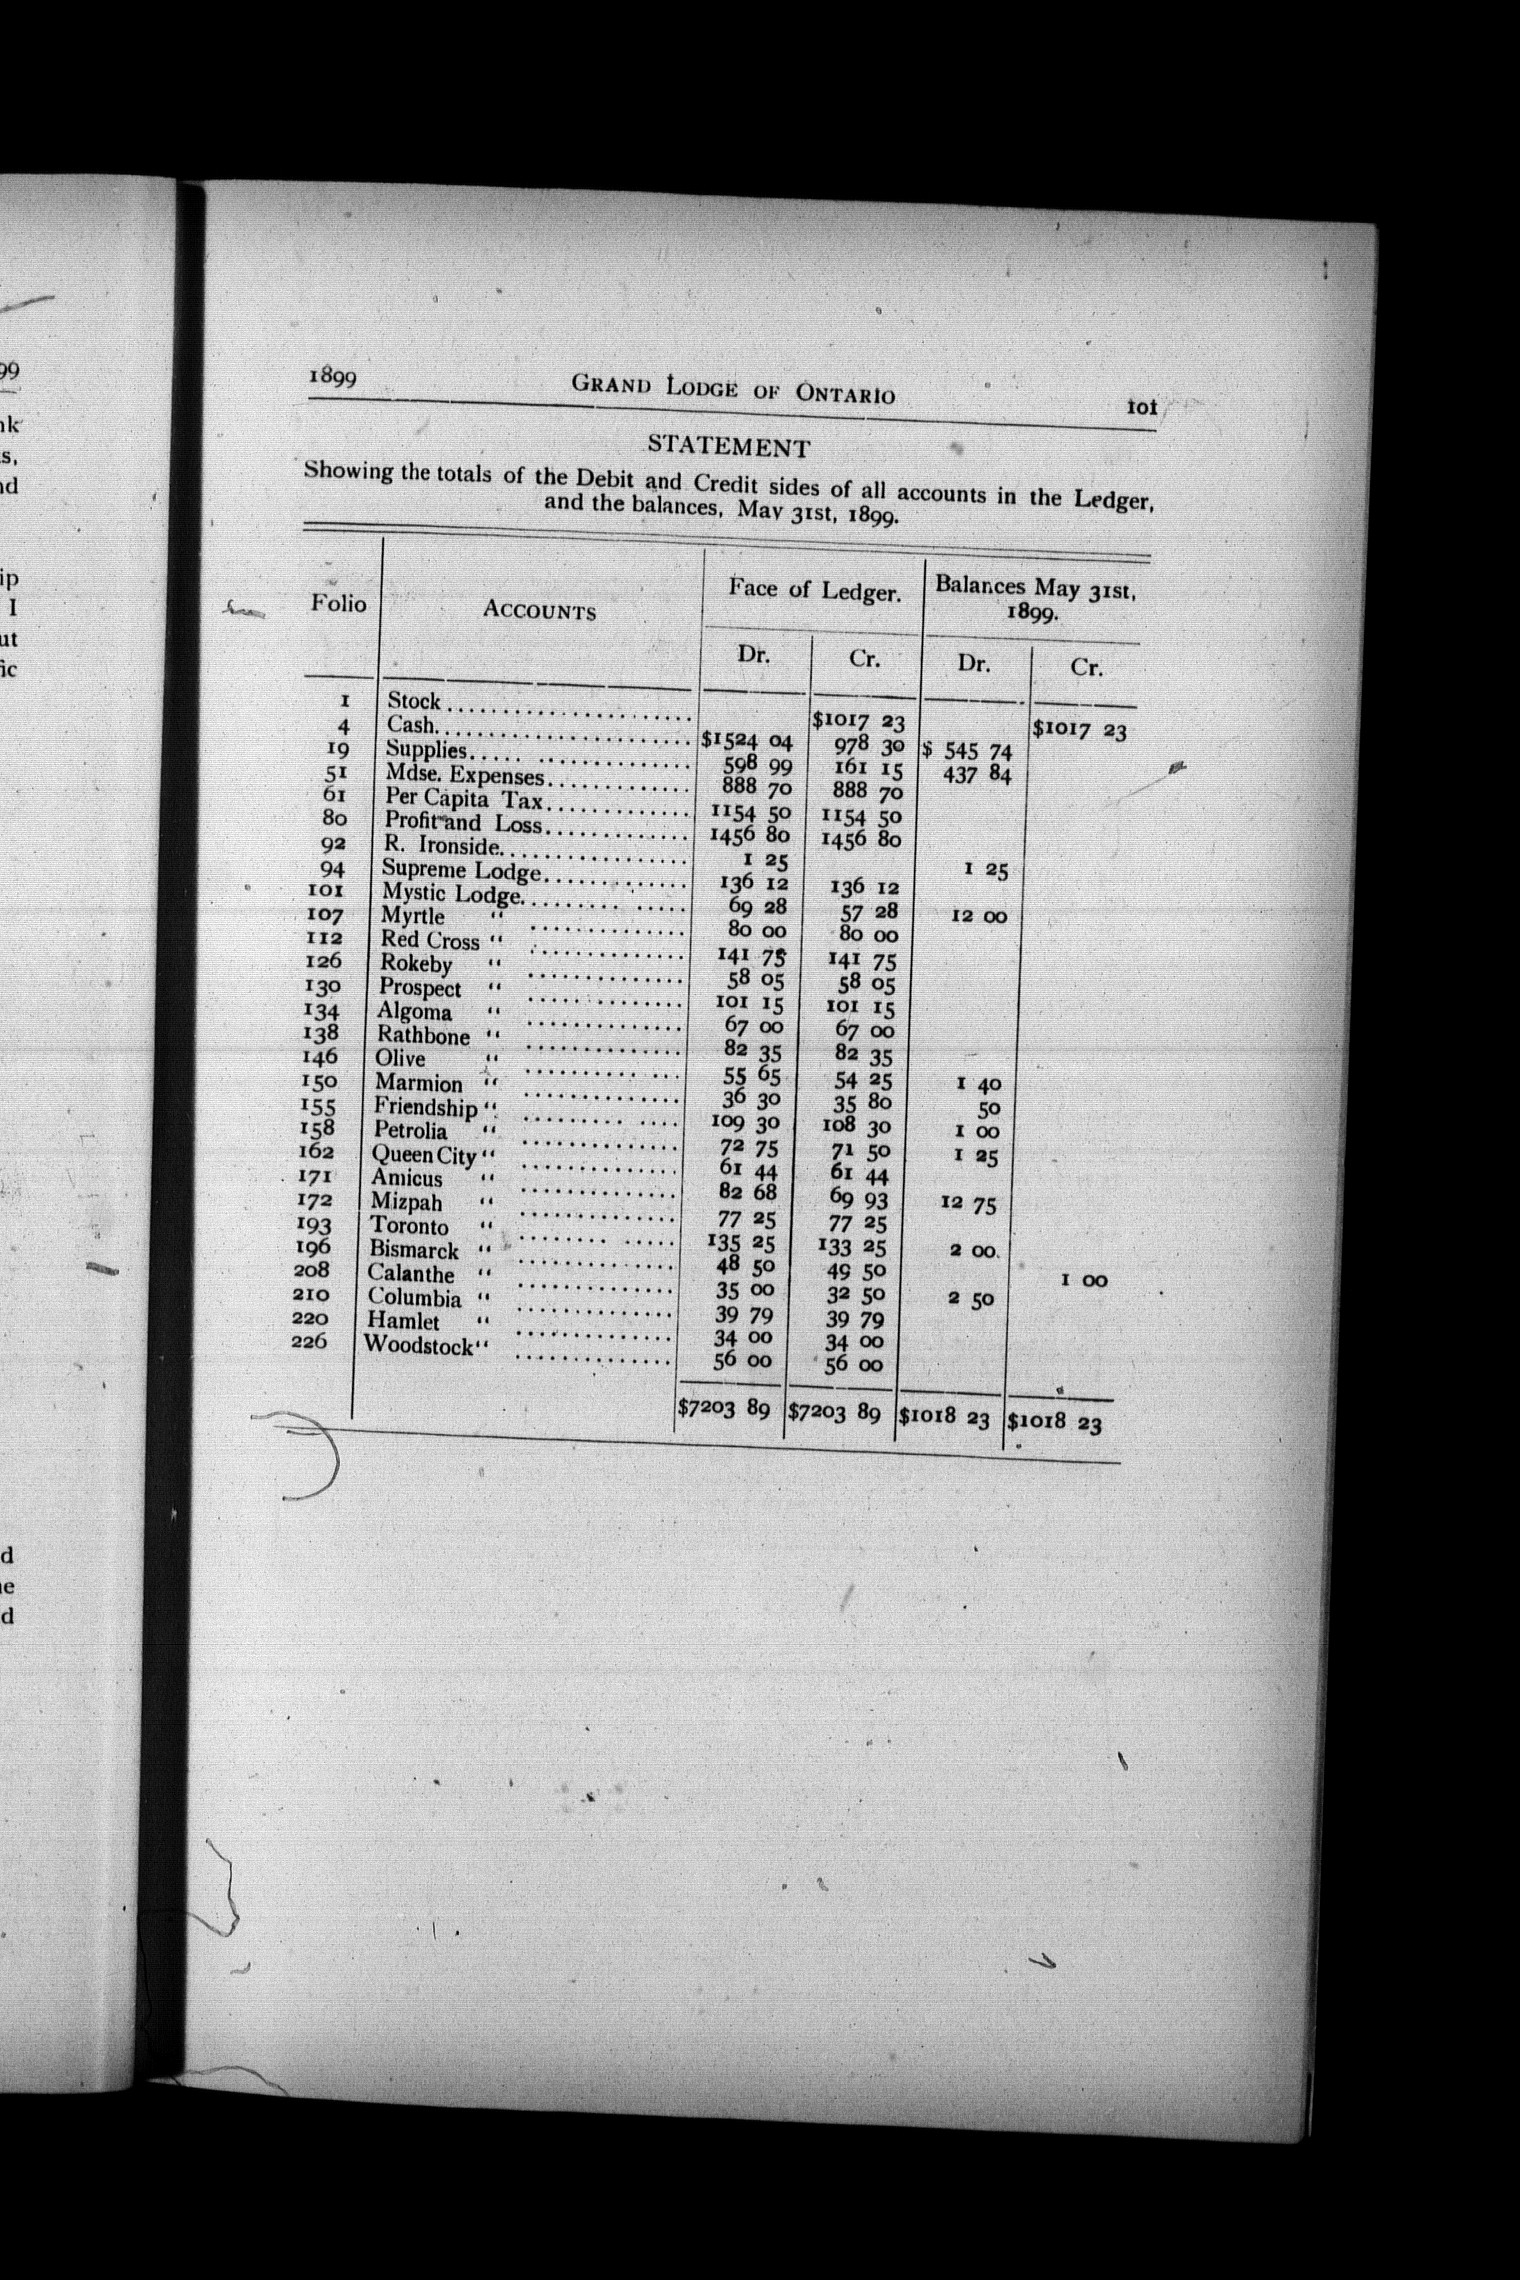 1899 GRAND LODGE OF ONTARIO 101
STATEMENT
Showing the totals of the Debit and Credit sides of all accounts in the Ledger,
and the balances, May 31st, 1899.
Folio ACCOUNTS Face of Ledger. Balances May 31st,
1899.
Dr. Cr. Dr. Cr.
1 Stock ...................... $1017 23 $1017 23
4 Cash....................... $1524 04 978 30 $ 545 74
19 Supplies..... .............. 598 99 161 15 437 84
51 Mdse. Expenses............. 888 70 888 70
61 Per Capita Tax............. 1154 50 1154 50
80 Profit and Loss............. 1456 80 1456 80
92 R. Ironside................. 1 25 1 25
94 Supreme Lodge............. 136 12 136 12
101 Mystic Lodge......... ..... 69 28 57 28 12 00
107 Myrtle “ .............. 80 00 80 00
112 Red Cross “ .............. 141 75 141 75
126 Rokeby “ .............. 58 05 58 05
130 Prospect “ .............. 101 15 101 15
134 Algoma “ .............. 67 00 67 00
138 Rathbone “ .............. 82 35 82 35
146 Olive “ .......... ... 55 65 54 25 1 40
150 Marmion “ .............. 36 30 35 80 50
155 Friendship “ ......... .... 109 30 108 30 1 00
158 Petrolia “ .............. 72 75 71 50 1 25
162 Queen City “ .............. 61 44 61 44
171 Amicus “ .............. 82 68 69 93 12 75
172 Mizpah “ .............. 77 25 77 25
193 Toronto “ ........ ..... 135 25 133 25 2 00
196 Bismarck “ .............. 48 50 49 50 1 00
208 Calanthe “ .............. 35 00 32 50 2 50
210 Columbia “ .............. 39 79 39 79
220 Hamlet “ .............. 34 00 34 00
226 Woodstock “ .............. 56 00 56 00
$7203 89 $7203 89 $1018 23 $1018 23